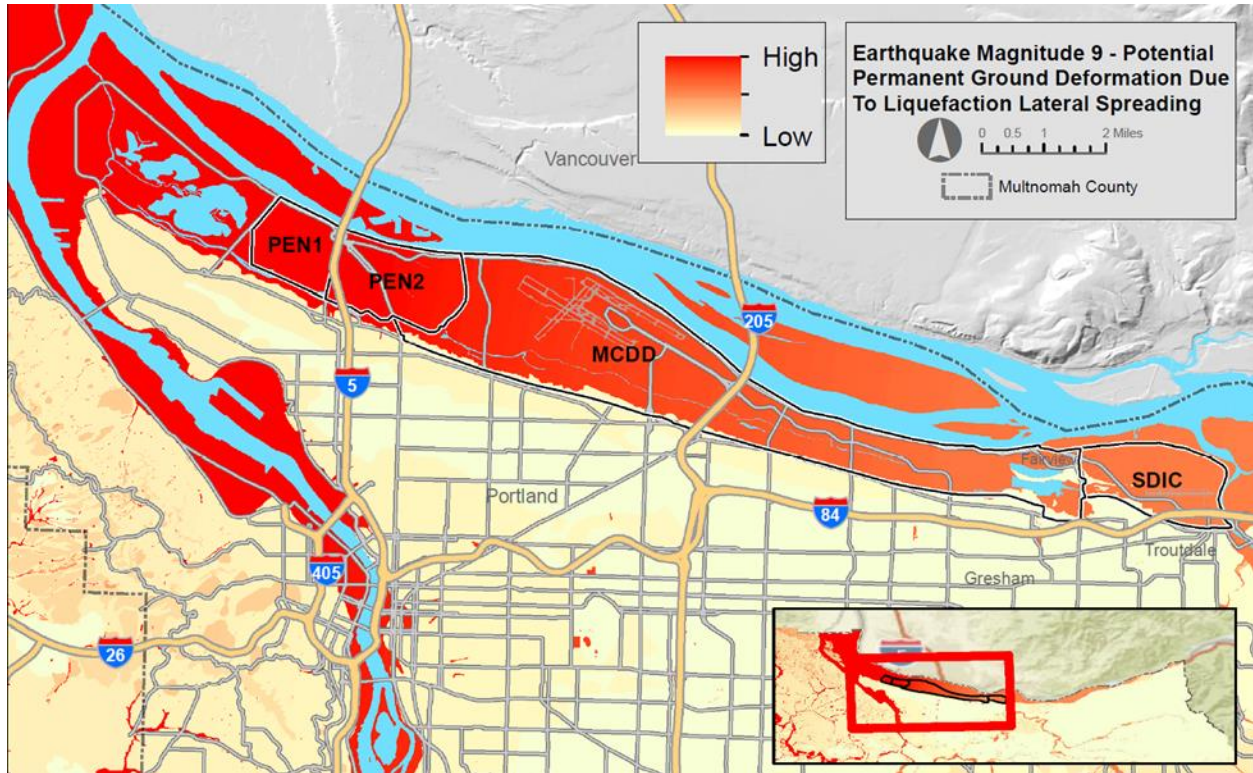 High
Low
Earthquake Magnitude 9 - Potential
Permanent Ground Deformation Due
To Liquefaction Lateral Spreading
0 0.5 1 2 Miles
Multnomah County
Vancouver
PEN1
PEN2
MCDD
205
5
Fairview
SDIC
Portland
84
Troutdale
Gresham
405
26